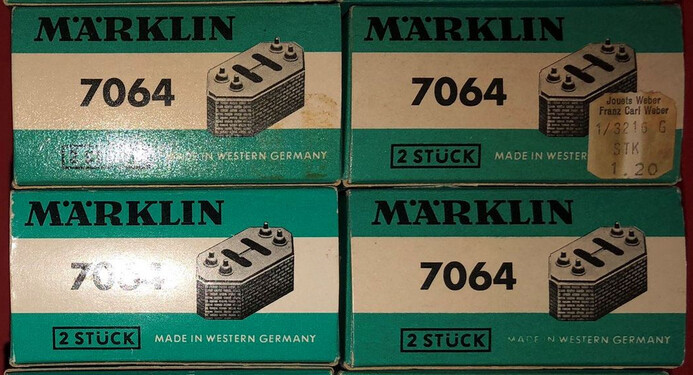 MÄRKLIN
7064
H
MADE IN WESTERN GERMANY
MÄRKLIN
7064
H
Jouets Weber
Franz Carl Weber
1/3216 G
STK
1.20
2 STÜCK
MADE IN WESTER
MÄRKLIN
7064
H
2 STÜCK
MADE IN WESTERN GERMANY
MÄRKLIN
7064
H
2 STÜCK
MADE IN WESTERN GERMANY